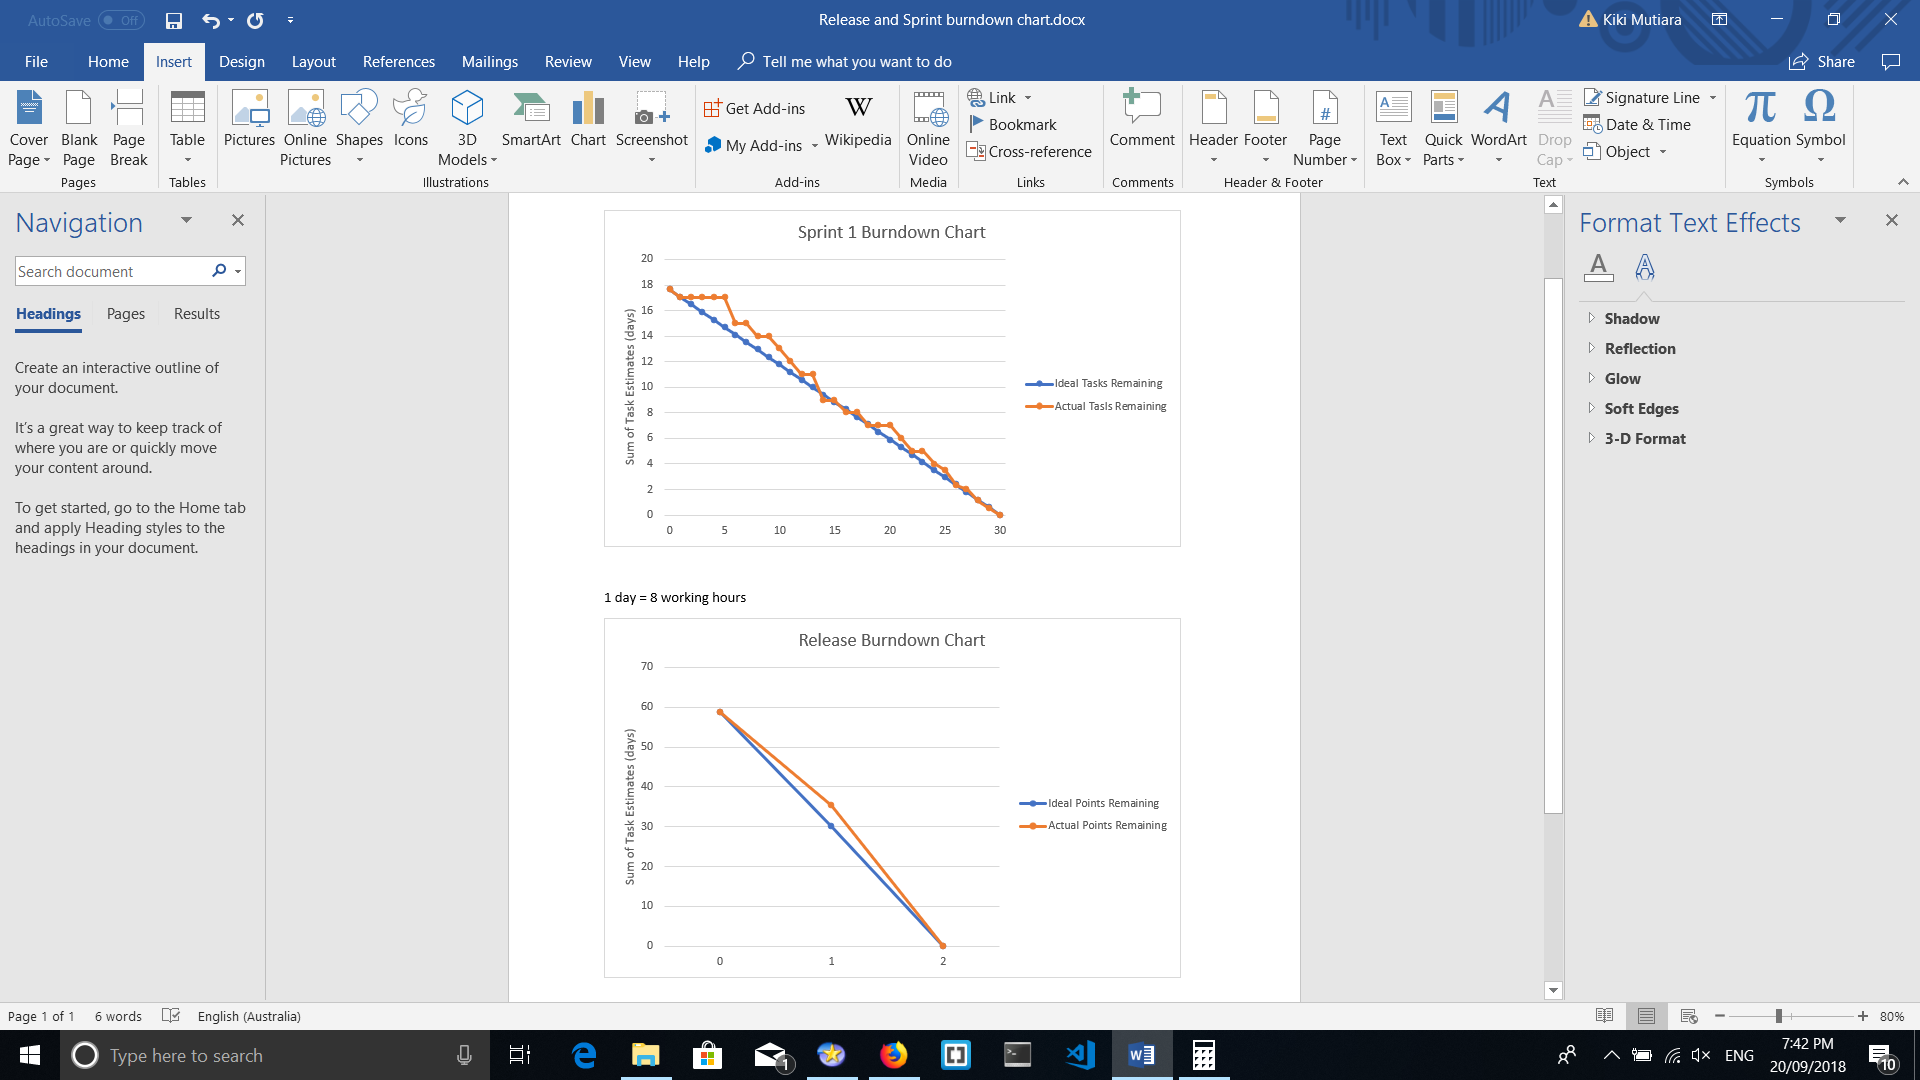 AutoSave Off
Release and Sprint burndown chart.docx
Kiki Mutiara
File Home Insert Design Layout References Mailings Review View Help Tell me what you want to do
Share
Cover Page
Blank Page
Page Break
Pages
Table
Tables
Pictures
Online Pictures
Shapes
Icons
3D Models
SmartArt
Chart
Screenshot
Illustrations
Get Add-ins
My Add-ins
W
Wikipedia
Add-ins
Online Video
Media
Link
Bookmark
Cross-reference
Links
Comment
Comments
Header
Footer
#
Page Number
Header & Footer
A
Text Box
Quick Parts
A
WordArt
A
Drop Cap
Signature Line
Date & Time
Object
Text
π
Equation
Ω
Symbol
Symbols
Navigation
Search document
Headings Pages Results
Create an interactive outline of
your document.
It's a great way to keep track of
where you are or quickly move
your content around.
To get started, go to the Home tab
and apply Heading styles to the
headings in your document.
Sprint 1 Burndown Chart
Sum of Task Estimates (days)
20
18
16
14
12
10
8
6
4
2
0
0 5 10 15 20 25 30
Ideal Tasks Remaining
Actual Tasls Remaining
1 day = 8 working hours
Release Burndown Chart
Sum of Task Estimates (days)
70
60
50
40
30
20
10
0
0 1 2
Ideal Points Remaining
Actual Points Remaining
Format Text Effects
A A
Shadow
Reflection
Glow
Soft Edges
3-D Format
Page 1 of 1 6 words English (Australia)
80%
Type here to search
1
W
ENG
7:42 PM
20/09/2018
10